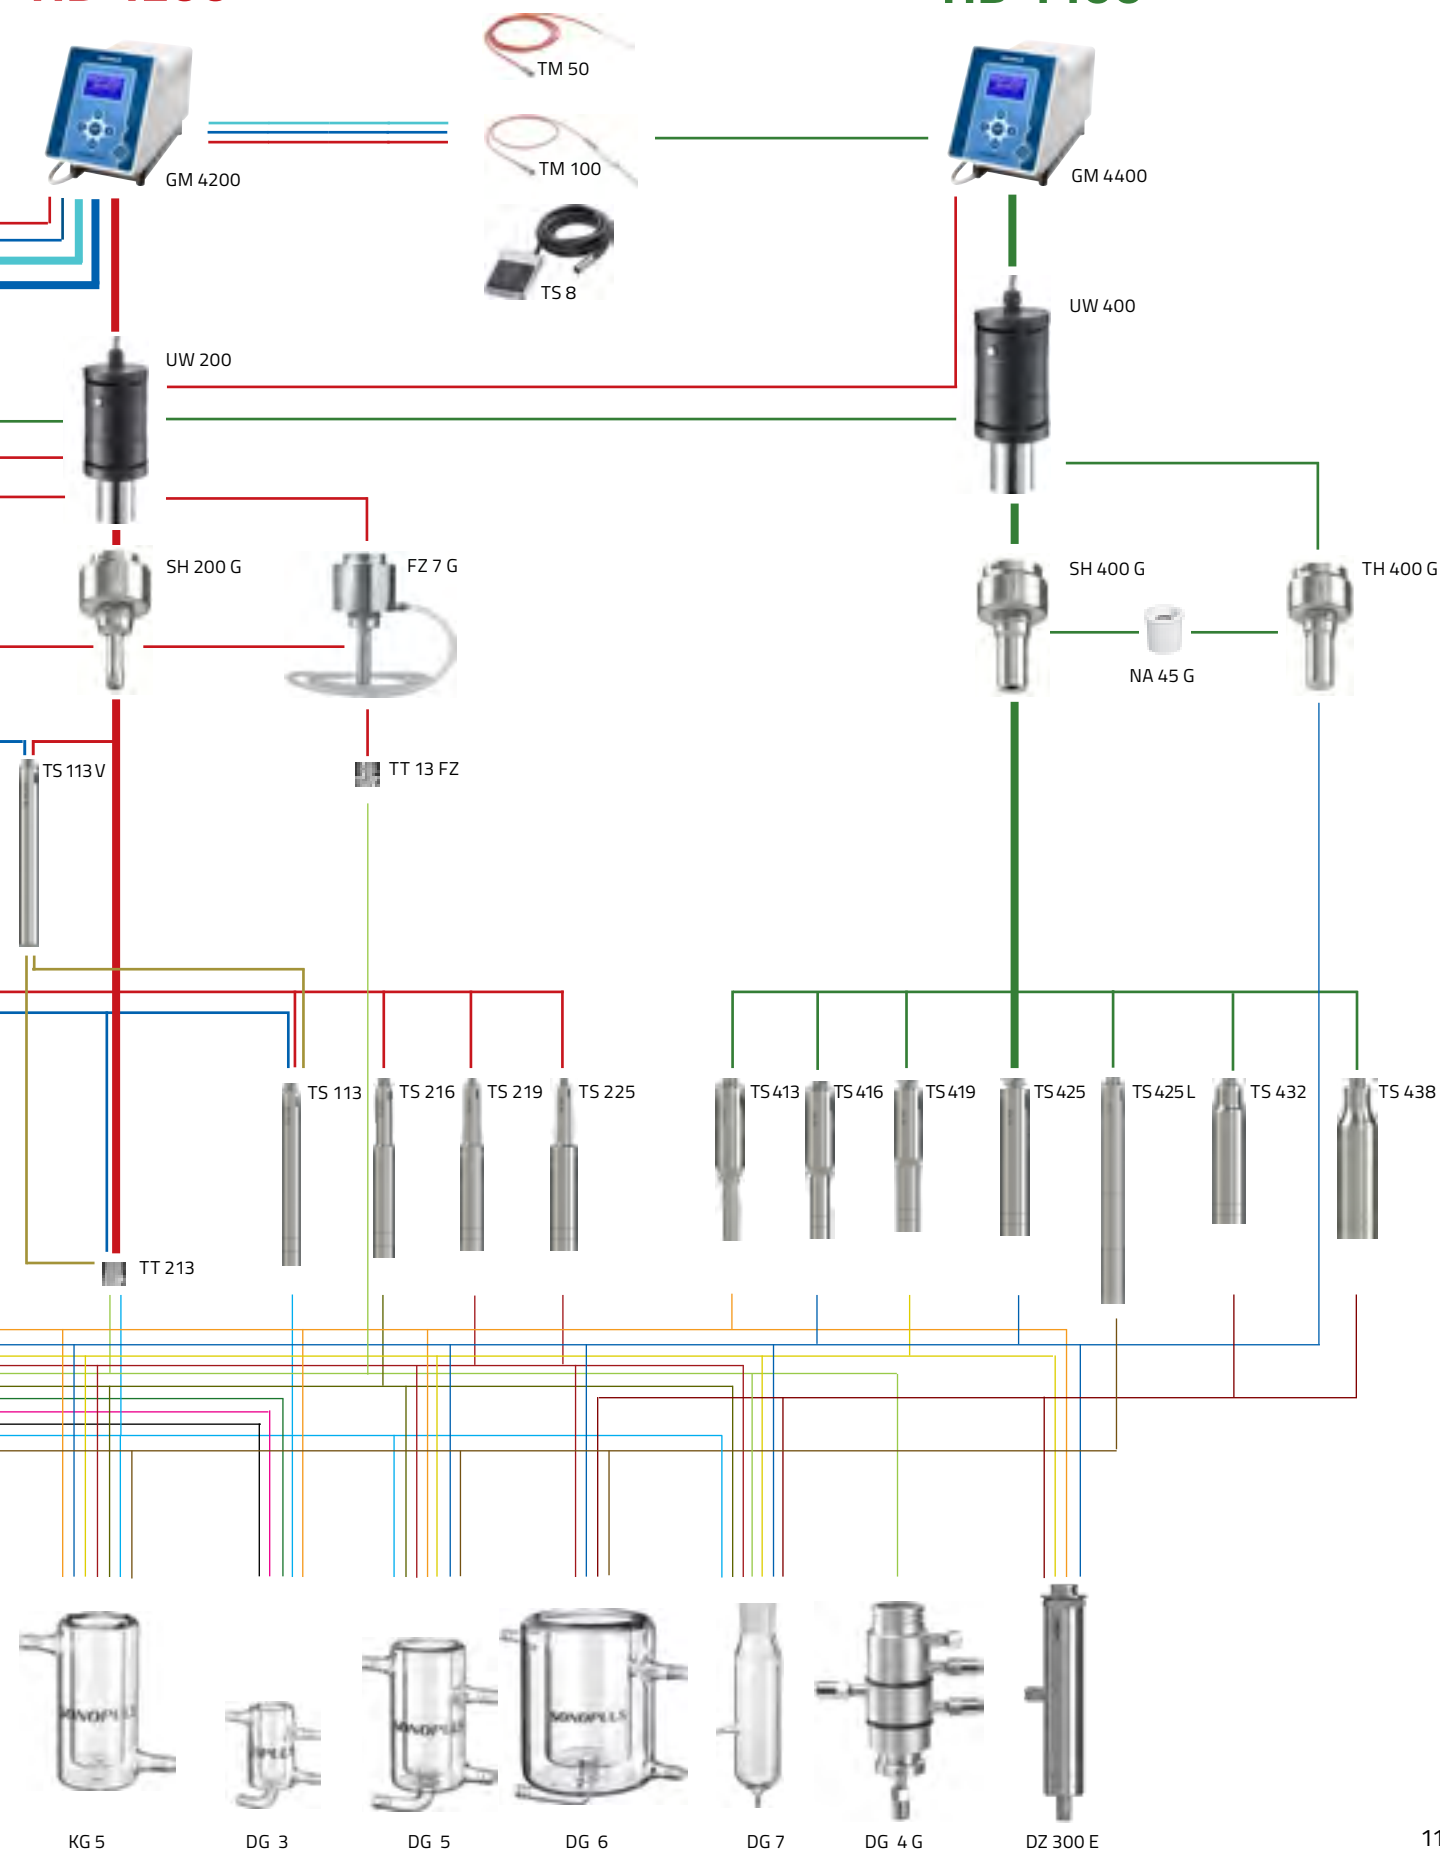 TM 50
TM 100
GM 4200
GM 4400
TS 8
UW 400
UW 200
SH 200 G
FZ 7 G
SH 400 G
TH 400 G
NA 45 G
TS 113 V
TT 13 FZ
TS 113
TS 216
TS 219
TS 225
TS 413
TS 416
TS 419
TS 425
TS 425 L
TS 432
TS 438
TT 213
SONOPULS
KG 5
DG 3
DG 5
DG 6
DG 7
DG 4 G
DZ 300 E
11